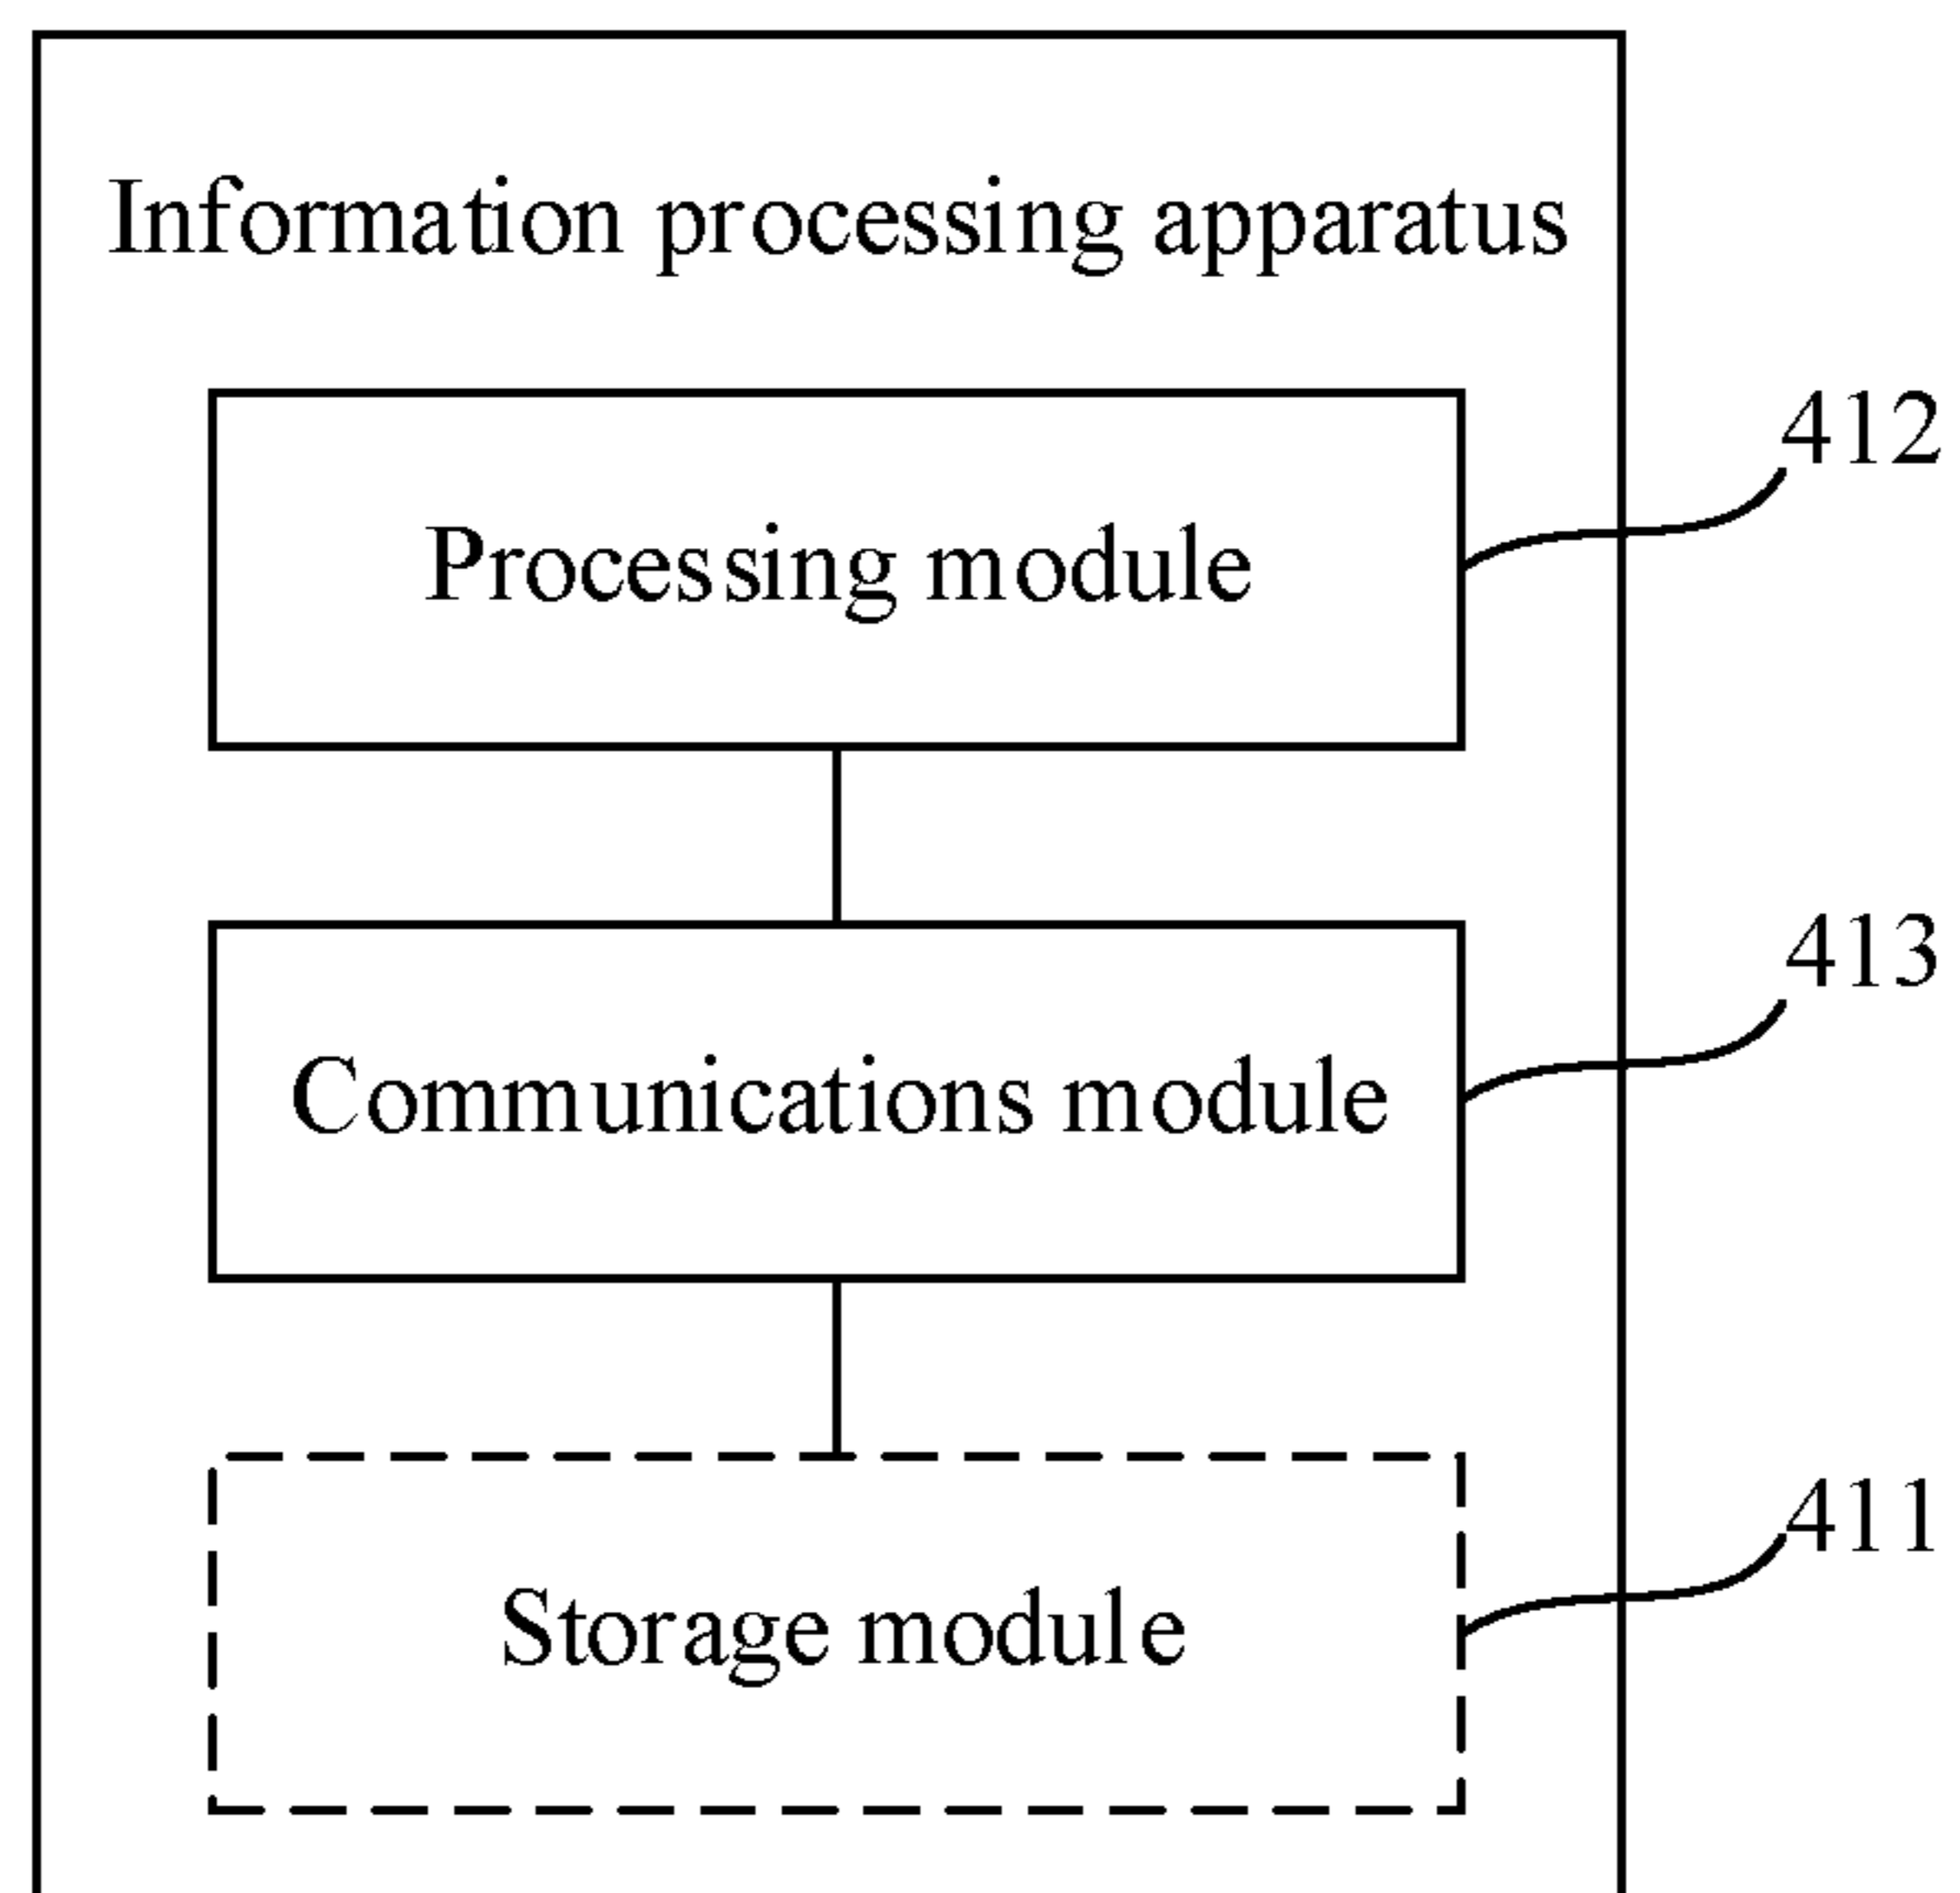 Information processing apparatus
412
Processing module
413
Communications module
411
Storage module